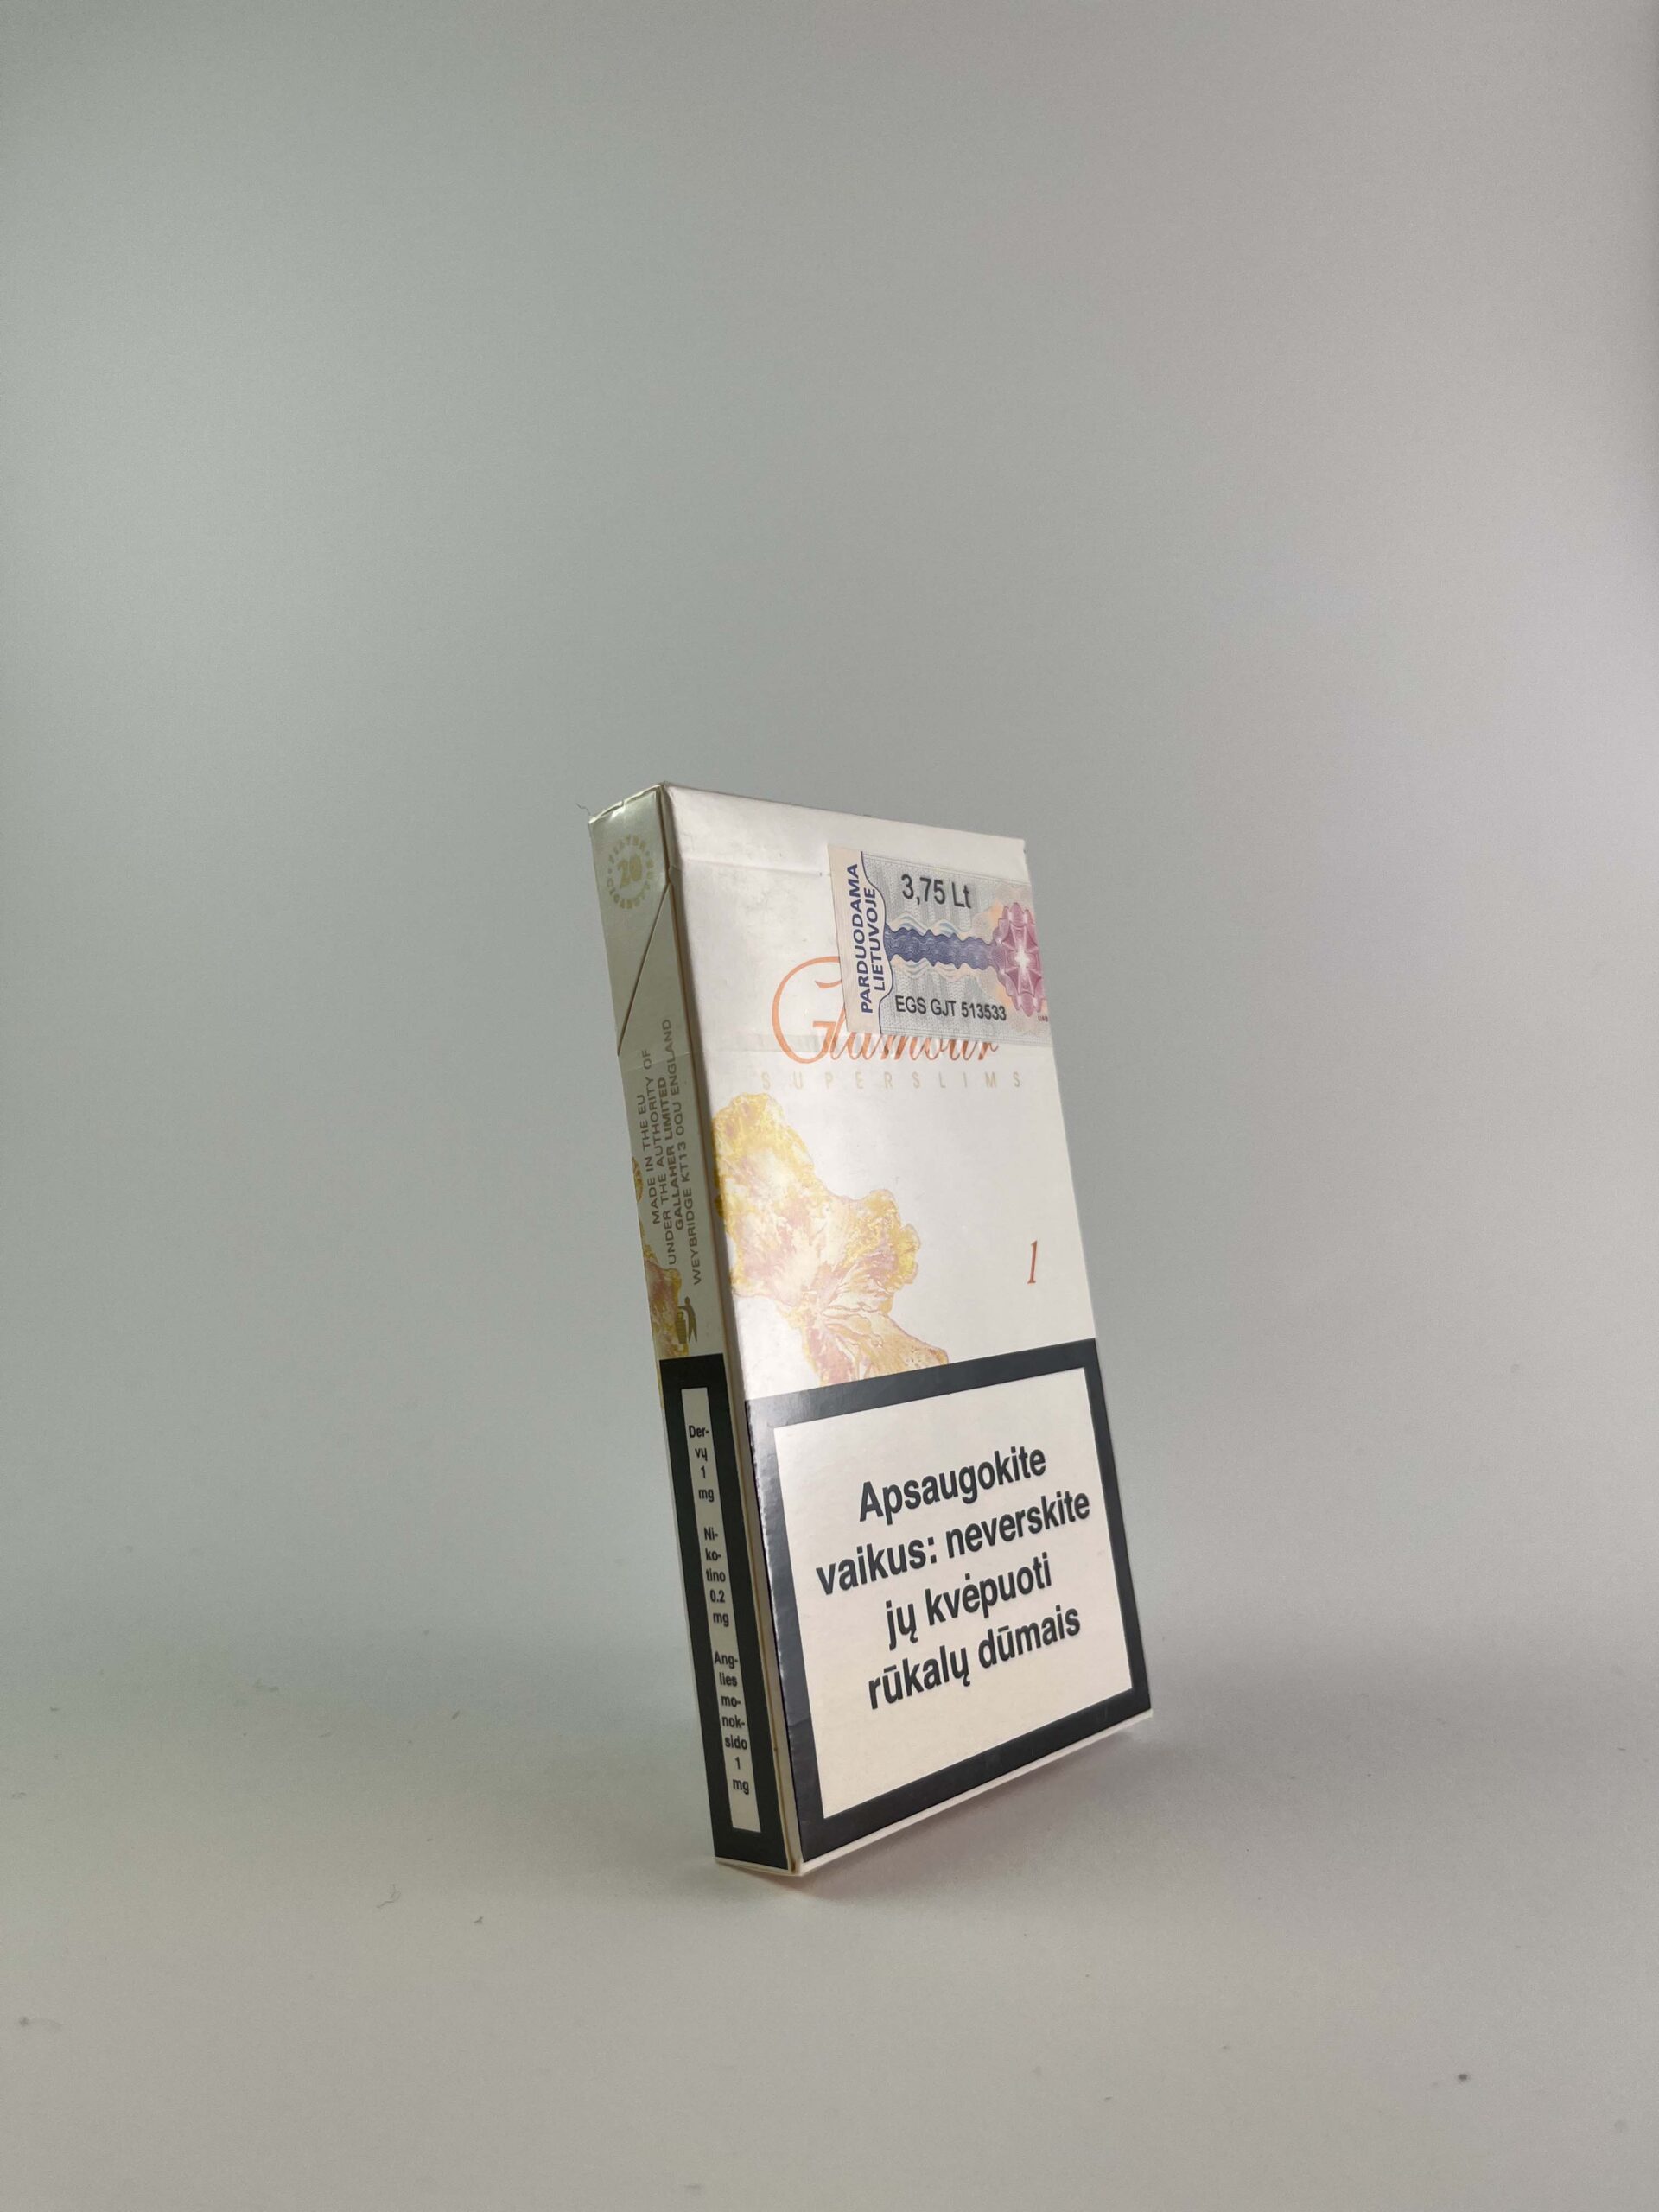 20
MADE IN THE EU
UNDER THE AUTHORITY OF
GALLAHER LIMITED
WEYBRIDGE KT13 0QU ENGLAND
Der-
vų
1
mg
Ni-
ko-
tino
0.2
mg
Ang-
lies
mo-
nok-
sido
1
mg
PARDUODAMA
LIETUVOJE
3,75 Lt
EGS GJT 513533
Glamour
SUPERSLIMS
1
Apsaugokite
vaikus: neverskite
jų kvėpuoti
rūkalų dūmais